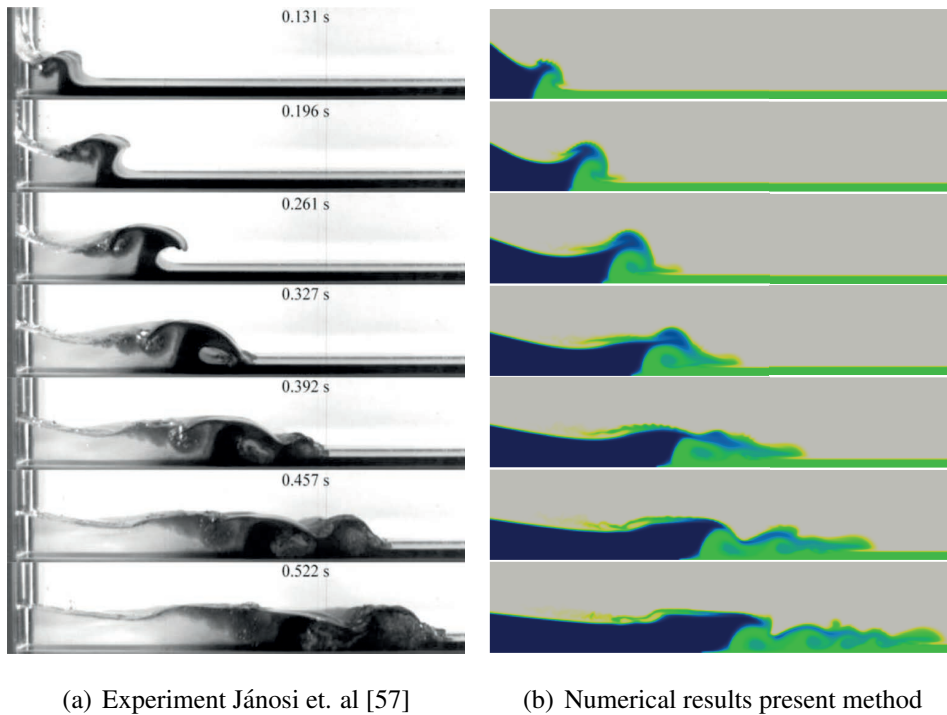 0.131 s
0.196 s
0.261 s
0.327 s
0.392 s
0.457 s
0.522 s
(a) Experiment Jánosi et. al [57]
(b) Numerical results present method